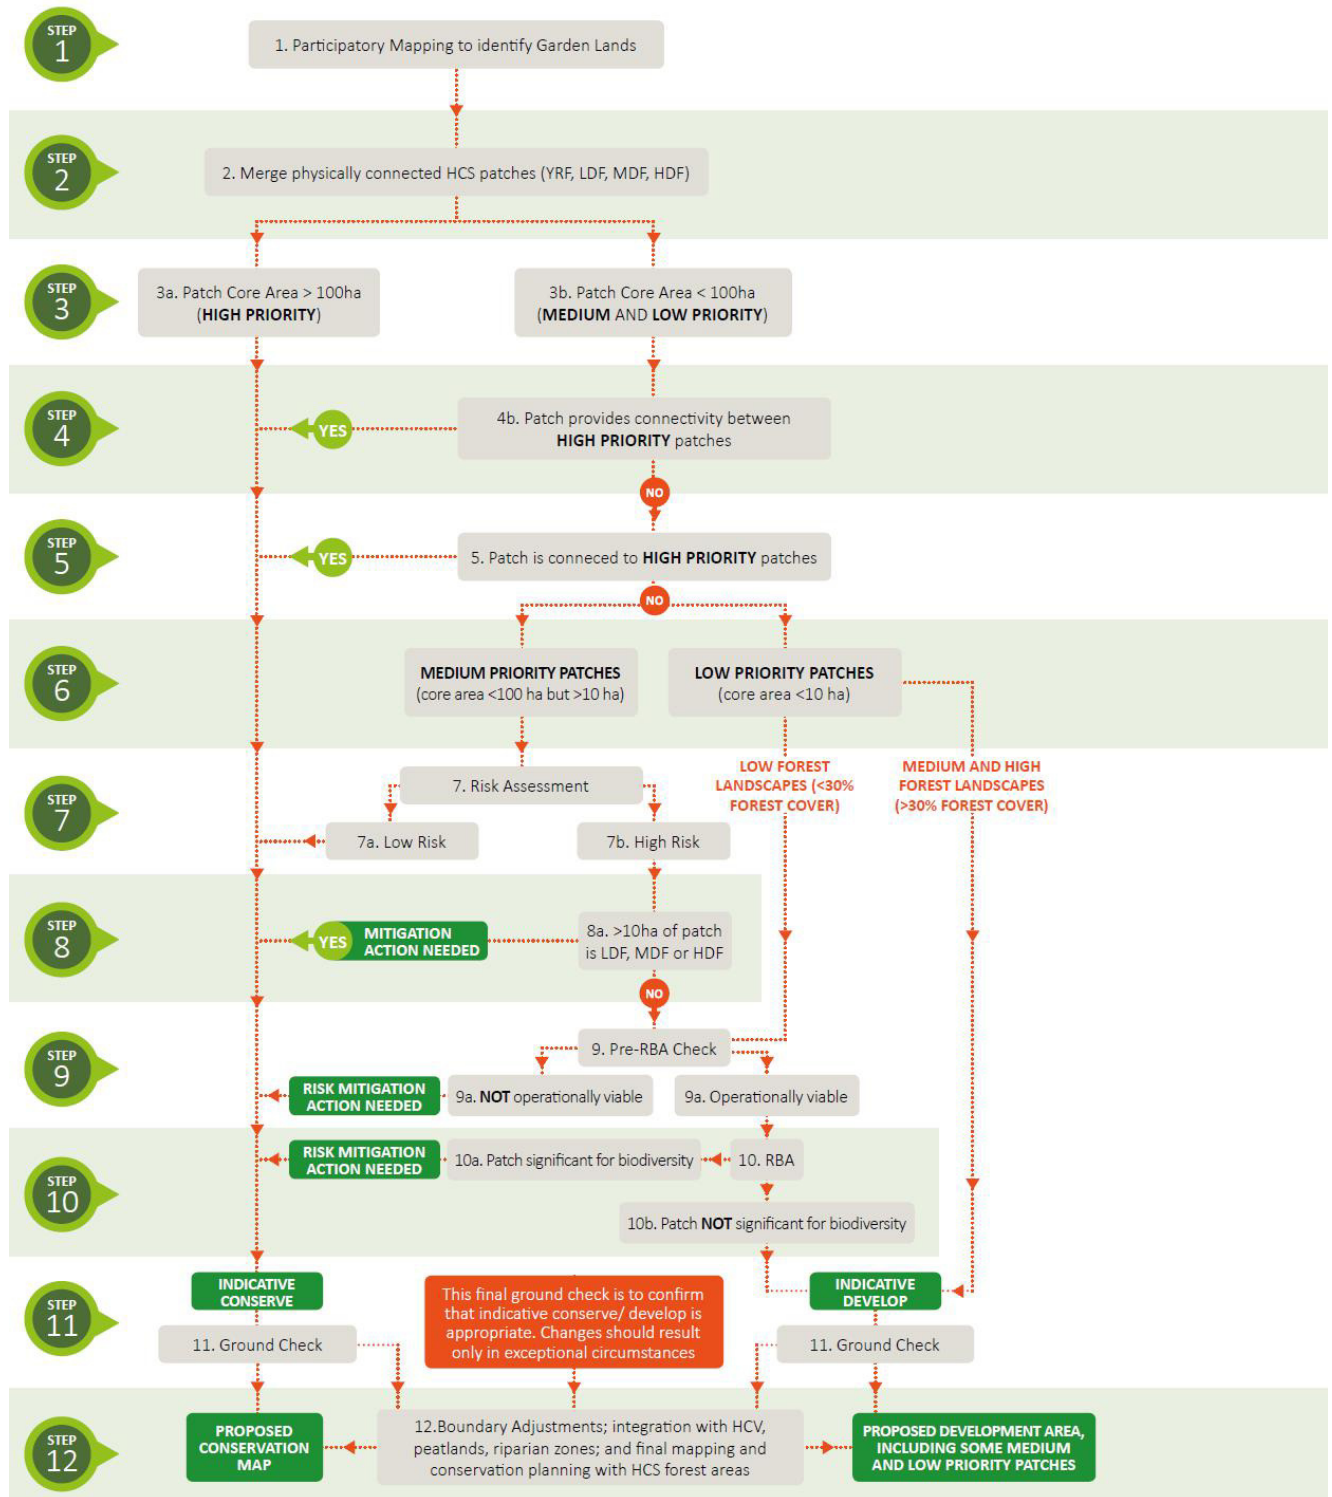 STEP
1
1. Participatory Mapping to identify Garden Lands
STEP
2
2. Merge physically connected HCS patches (YRF, LDF, MDF, HDF)
STEP
3
3a. Patch Core Area > 100ha
(HIGH PRIORITY)
3b. Patch Core Area < 100ha
(MEDIUM AND LOW PRIORITY)
STEP
4
YES
4b. Patch provides connectivity between
HIGH PRIORITY patches
NO
STEP
5
YES
5. Patch is conneced to HIGH PRIORITY patches
NO
STEP
6
MEDIUM PRIORITY PATCHES
(core area <100 ha but >10 ha)
LOW PRIORITY PATCHES
(core area <10 ha)
STEP
7
7. Risk Assessment
LOW FOREST
LANDSCAPES (<30%
FOREST COVER)
MEDIUM AND HIGH
FOREST LANDSCAPES
(>30% FOREST COVER)
7a. Low Risk
7b. High Risk
STEP
8
YES
MITIGATION
ACTION NEEDED
8a. >10ha of patch
is LDF, MDF or HDF
NO
STEP
9
9. Pre-RBA Check
RISK MITIGATION
ACTION NEEDED
9a. NOT operationally viable
9a. Operationally viable
STEP
10
RISK MITIGATION
ACTION NEEDED
10a. Patch significant for biodiversity
10. RBA
10b. Patch NOT significant for biodiversity
STEP
11
INDICATIVE
CONSERVE
This final ground check is to confirm
that indicative conserve/ develop is
appropriate. Changes should result
only in exceptional circumstances
INDICATIVE
DEVELOP
11. Ground Check
11. Ground Check
STEP
12
PROPOSED
CONSERVATION
MAP
12.Boundary Adjustments; integration with HCV,
peatlands, riparian zones; and final mapping and
conservation planning with HCS forest areas
PROPOSED DEVELOPMENT AREA,
INCLUDING SOME MEDIUM
AND LOW PRIORITY PATCHES